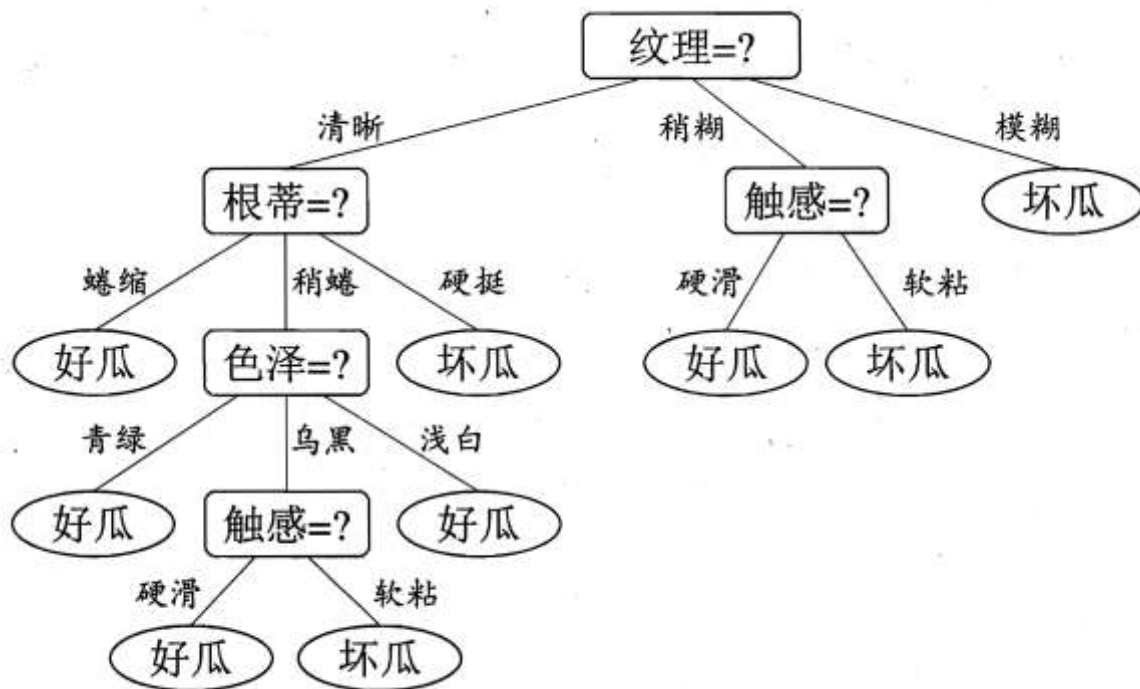 纹理=?
清晰 稍糊 模糊
根蒂=? 触感=? 坏瓜
蜷缩 稍蜷 硬挺 硬滑 软粘
好瓜 色泽=? 坏瓜 好瓜 坏瓜
青绿 乌黑 浅白
好瓜 触感=? 好瓜
硬滑 软粘
好瓜 坏瓜